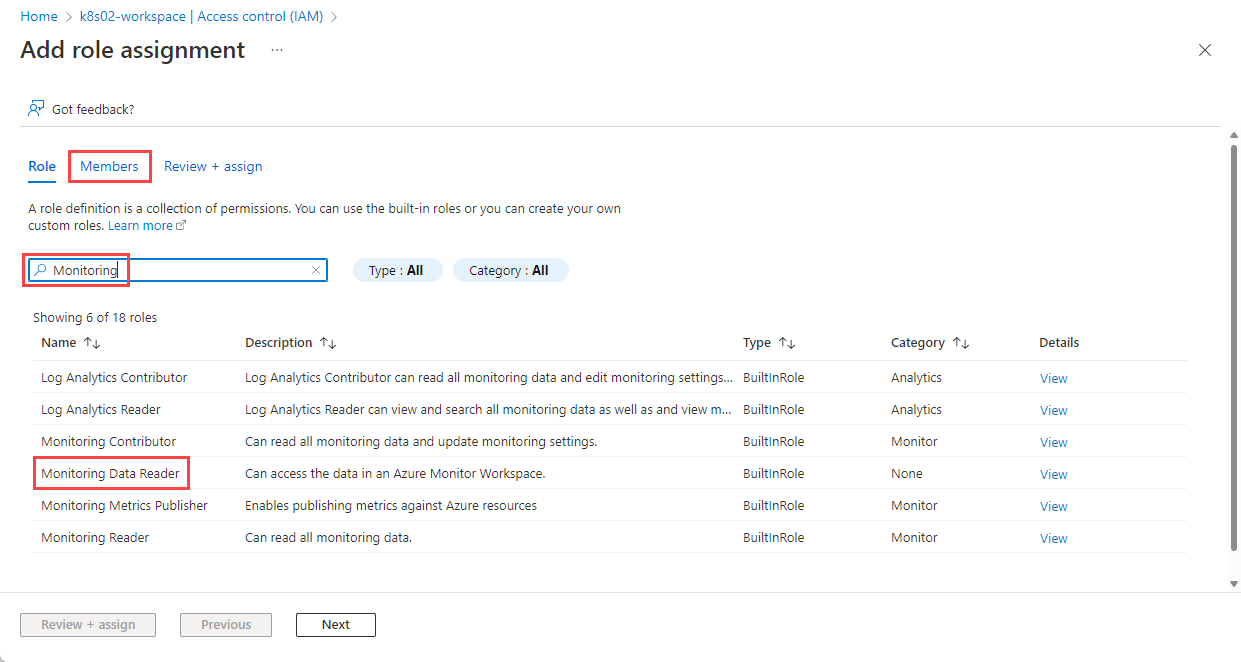 Home > k8s02-workspace | Access control (IAM) >
Add role assignment ...
Got feedback?
Role Members Review + assign
A role definition is a collection of permissions. You can use the built-in roles or you can create your own
custom roles. Learn more
Monitoring Type : All Category : All
Showing 6 of 18 roles
Name Description Type Category Details
Log Analytics Contributor Log Analytics Contributor can read all monitoring data and edit monitoring settings... BuiltInRole Analytics View
Log Analytics Reader Log Analytics Reader can view and search all monitoring data as well as and view m... BuiltInRole Analytics View
Monitoring Contributor Can read all monitoring data and update monitoring settings. BuiltInRole Monitor View
Monitoring Data Reader Can access the data in an Azure Monitor Workspace. BuiltInRole None View
Monitoring Metrics Publisher Enables publishing metrics against Azure resources BuiltInRole Monitor View
Monitoring Reader Can read all monitoring data. BuiltInRole Monitor View
Review + assign Previous Next